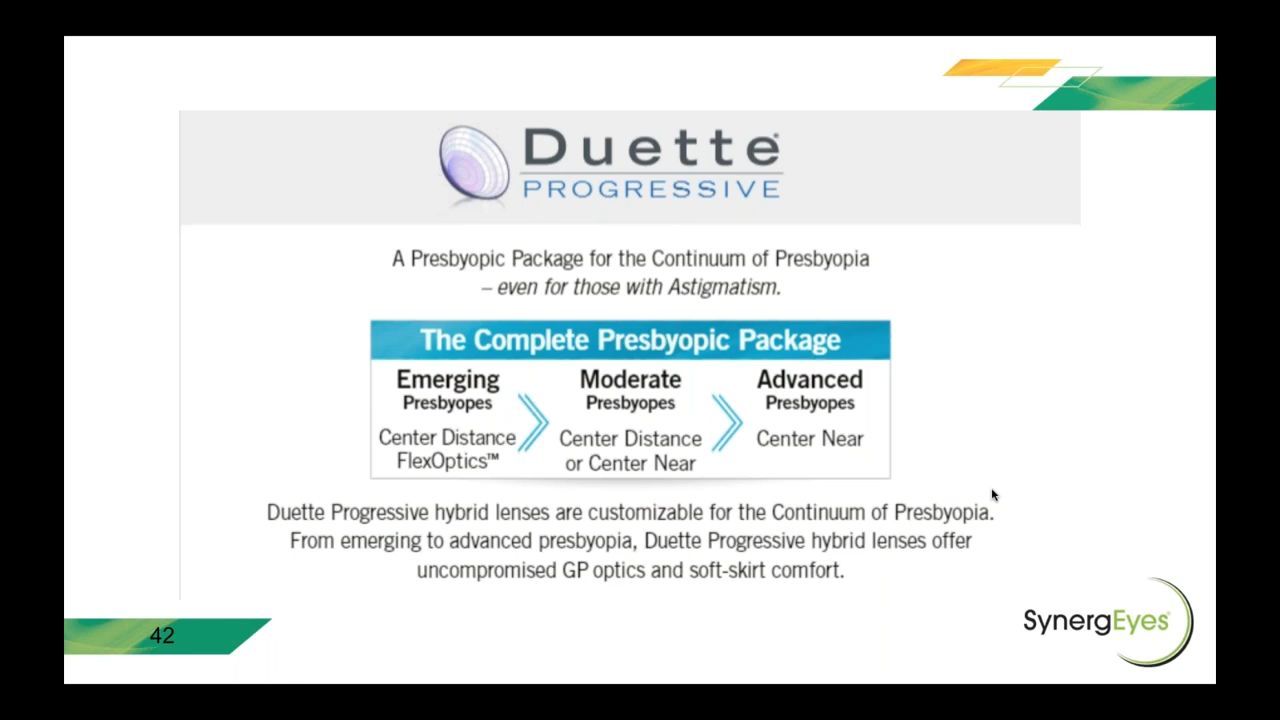 Duette®
PROGRESSIVE
A Presbyopic Package for the Continuum of Presbyopia
– even for those with Astigmatism.
The Complete Presbyopic Package
Emerging
Presbyopes
Center Distance
FlexOptics™
Moderate
Presbyopes
Center Distance
or Center Near
Advanced
Presbyopes
Center Near
Duette Progressive hybrid lenses are customizable for the Continuum of Presbyopia.
From emerging to advanced presbyopia, Duette Progressive hybrid lenses offer
uncompromised GP optics and soft-skirt comfort.
42
SynergEyes®